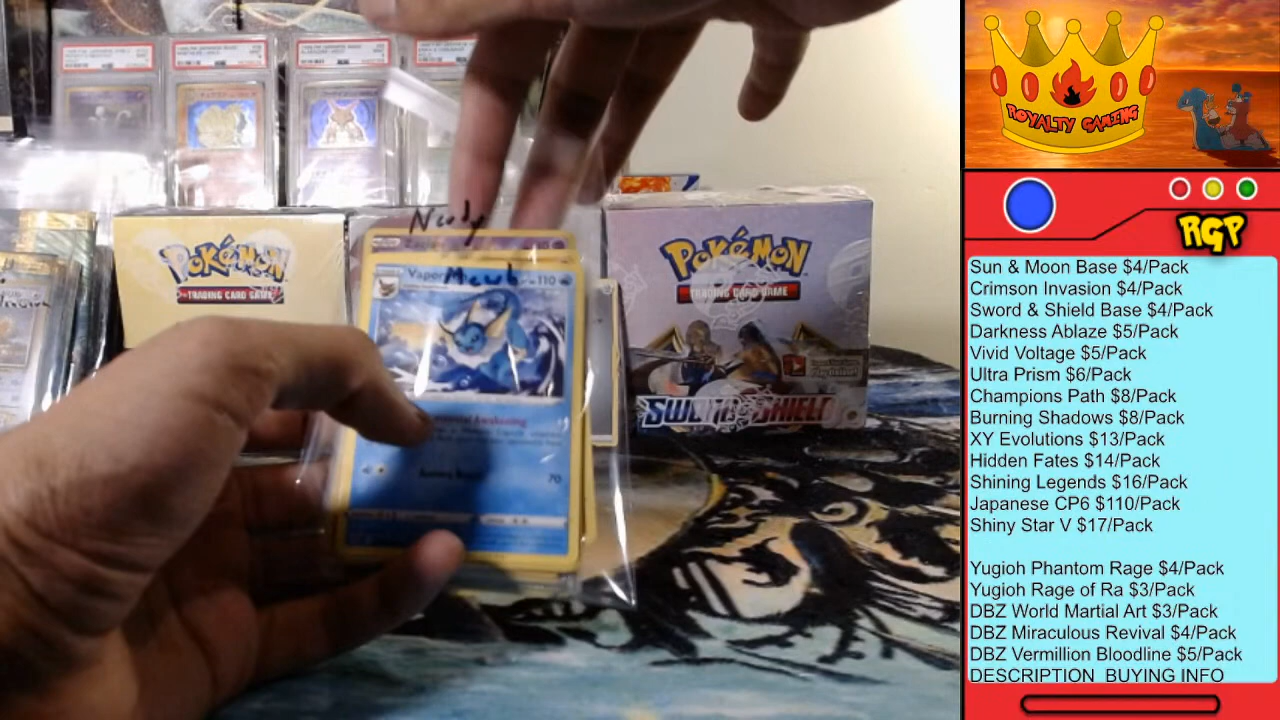 Nudy
Mewb
Vapor
110
70
POKéMON
TRADING CARD GAME
POKéMON
TRADING CARD GAME
SWORD & SHIELD
ROYALTY GAMING
RGP
Sun & Moon Base $4/Pack
Crimson Invasion $4/Pack
Sword & Shield Base $4/Pack
Darkness Ablaze $5/Pack
Vivid Voltage $5/Pack
Ultra Prism $6/Pack
Champions Path $8/Pack
Burning Shadows $8/Pack
XY Evolutions $13/Pack
Hidden Fates $14/Pack
Shining Legends $16/Pack
Japanese CP6 $110/Pack
Shiny Star V $17/Pack
Yugioh Phantom Rage $4/Pack
Yugioh Rage of Ra $3/Pack
DBZ World Martial Art $3/Pack
DBZ Miraculous Revival $4/Pack
DBZ Vermillion Bloodline $5/Pack
DESCRIPTION BUYING INFO